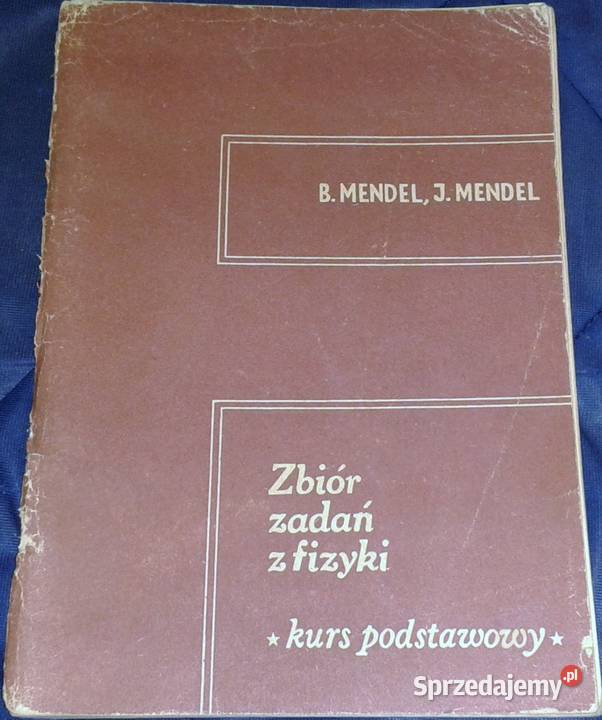 B. MENDEL, J. MENDEL
Zbiór
zadań
z fizyki
* kurs podstawowy *
Sprzedajemy.pl